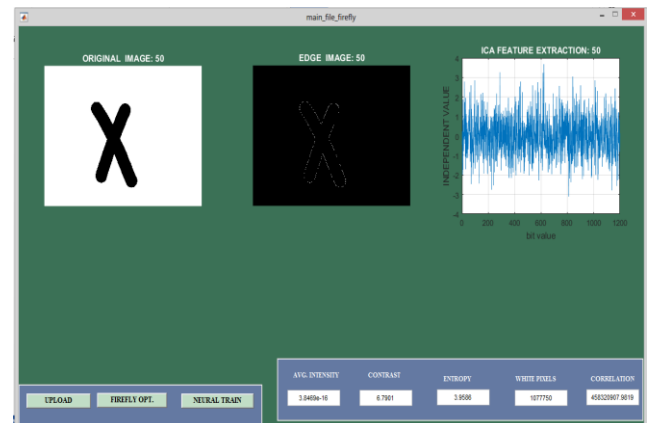 main_file_firefly
ORIGINAL IMAGE: 50
EDGE IMAGE: 50
ICA FEATURE EXTRACTION: 50
INDEPENDENT VALUE
4
3
2
1
0
-1
-2
-3
-4
0 200 400 600 800 1000 1200
bit value
AVG. INTENSITY CONTRAST ENTROPY WHITE PIXELS CORRELATION
3.8469e-16 6.7901 3.9586 1077750 458320907.9819
UPLOAD FIREFLY OPT. NEURAL TRAIN